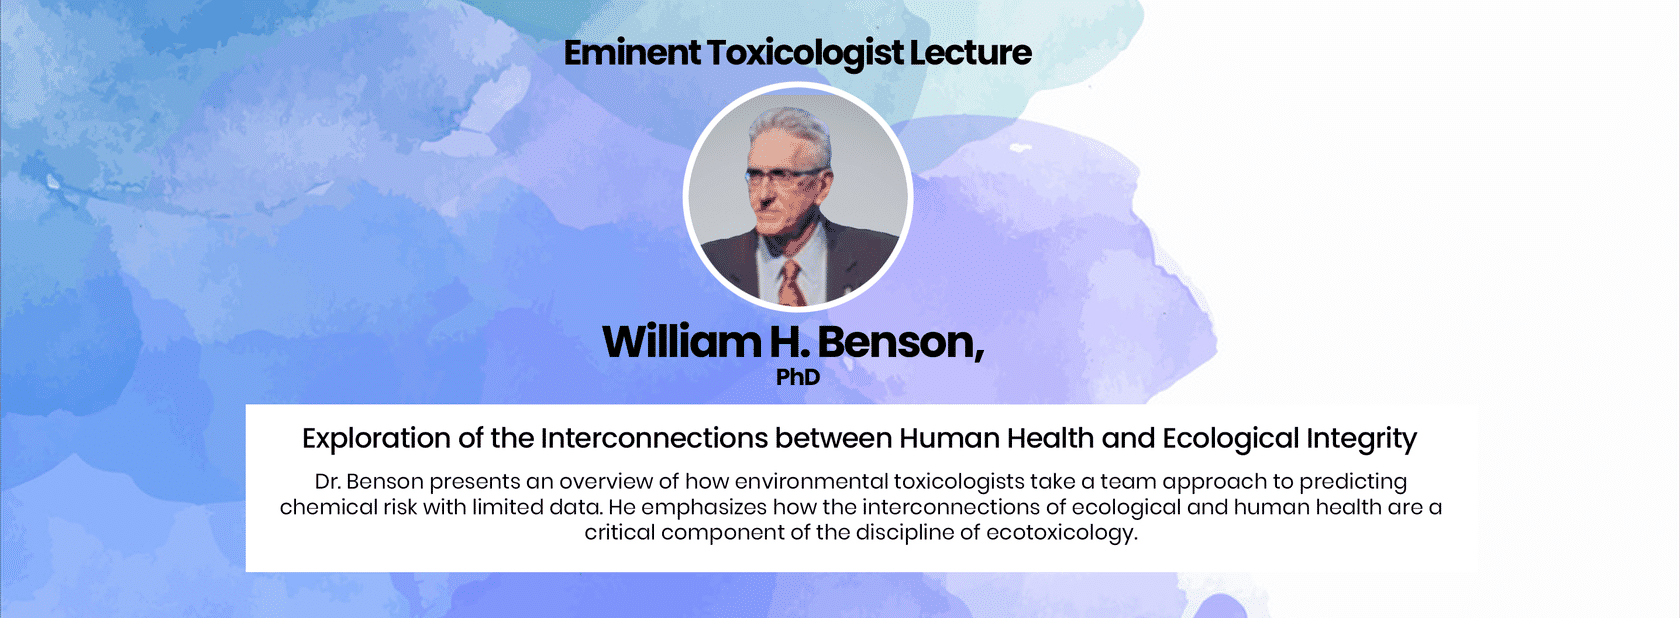 Eminent Toxicologist Lecture
William H. Benson,
PhD
Exploration of the Interconnections between Human Health and Ecological Integrity
Dr. Benson presents an overview of how environmental toxicologists take a team approach to predicting
chemical risk with limited data. He emphasizes how the interconnections of ecological and human health are a
critical component of the discipline of ecotoxicology.